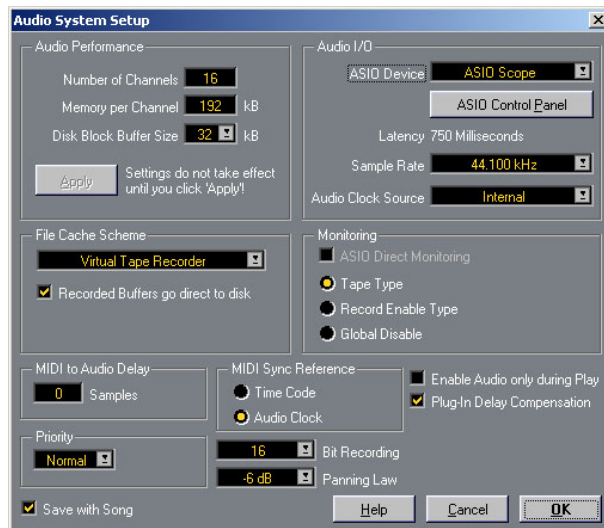 Audio System Setup
Audio Performance
Number of Channels 16
Memory per Channel 192 kB
Disk Block Buffer Size 32 kB
Apply
Settings do not take effect
until you click 'Apply'!
Audio I/O
ASIO Device ASIO Scope
ASIO Control Panel
Latency 750 Milliseconds
Sample Rate 44.100 kHz
Audio Clock Source Internal
File Cache Scheme
Virtual Tape Recorder
Recorded Buffers go direct to disk
Monitoring
ASIO Direct Monitoring
Tape Type
Record Enable Type
Global Disable
MIDI to Audio Delay
0 Samples
MIDI Sync Reference
Time Code
Audio Clock
Enable Audio only during Play
Plug-In Delay Compensation
Priority
Normal
16 Bit Recording
-6 dB Panning Law
Save with Song
Help
Cancel
OK